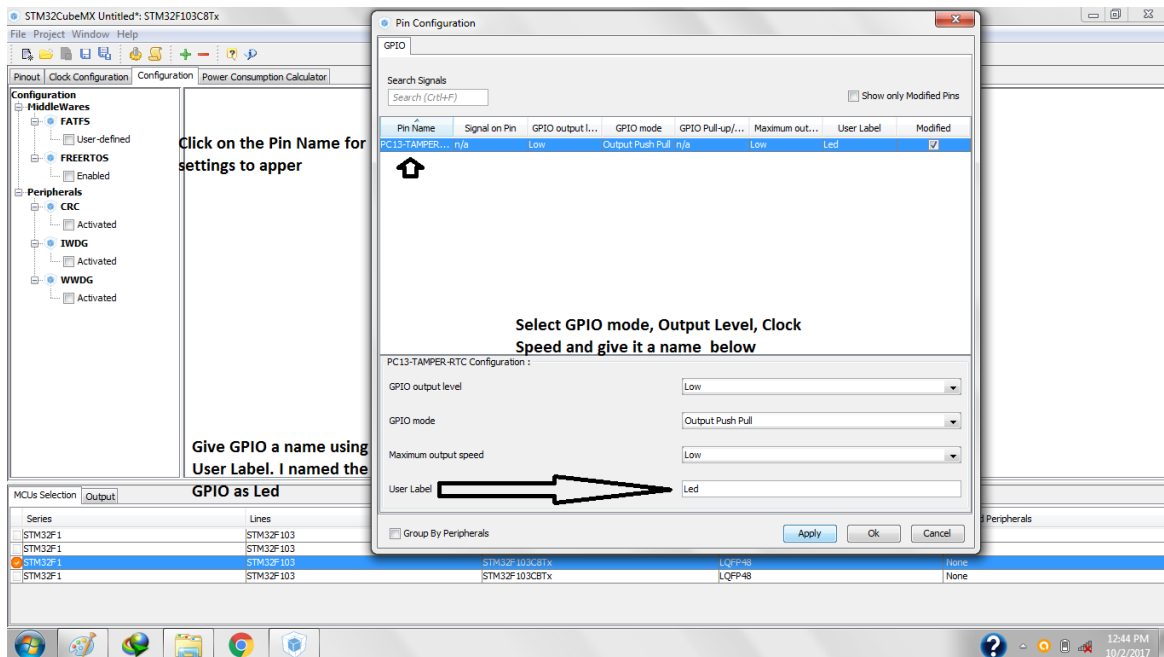 STM32CubeMX Untitled*: STM32F103C8Tx
File Project Window Help
Pinout Clock Configuration Configuration Power Consumption Calculator
Configuration
MiddleWares
FATFS
User-defined
FREERTOS
Enabled
Peripherals
CRC
Activated
IWDG
Activated
WWDG
Activated
Click on the Pin Name for
settings to apper
Give GPIO a name using
User Label. I named the
GPIO as Led
Pin Configuration
GPIO
Search Signals
Search (Crtl+F)
Show only Modified Pins
Pin Name Signal on Pin GPIO output l... GPIO mode GPIO Pull-up/... Maximum out... User Label Modified
PC13-TAMPER... n/a Low Output Push Pull n/a Low Led
Select GPIO mode, Output Level, Clock
Speed and give it a name below
PC13-TAMPER-RTC Configuration :
GPIO output level Low
GPIO mode Output Push Pull
Maximum output speed Low
User Label Led
Group By Peripherals Apply Ok Cancel
MCUs Selection Output
Series Lines d Peripherals
STM32F1 STM32F103
STM32F1 STM32F103
STM32F1 STM32F103 STM32F103C8Tx LQFP48 None
STM32F1 STM32F103 STM32F103CBTx LQFP48 None
12:44 PM
10/2/2017